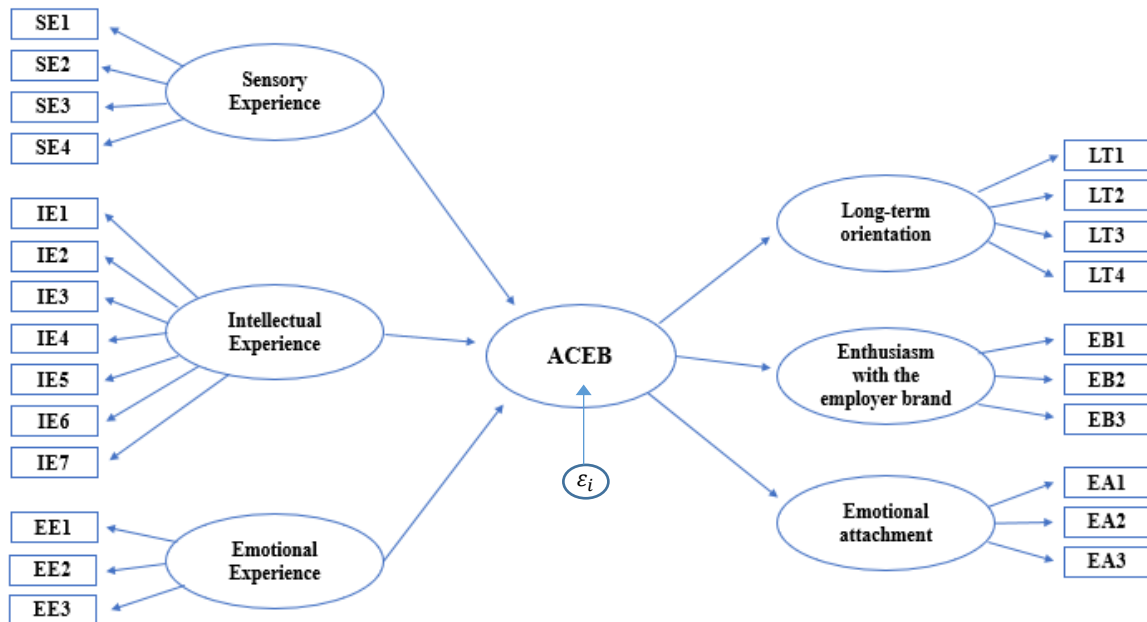 SE1
SE2
SE3
SE4
Sensory
Experience
IE1
IE2
IE3
IE4
IE5
IE6
IE7
Intellectual
Experience
EE1
EE2
EE3
Emotional
Experience
ACEB
ε_i
Long-term
orientation
LT1
LT2
LT3
LT4
Enthusiasm
with the
employer brand
EB1
EB2
EB3
Emotional
attachment
EA1
EA2
EA3